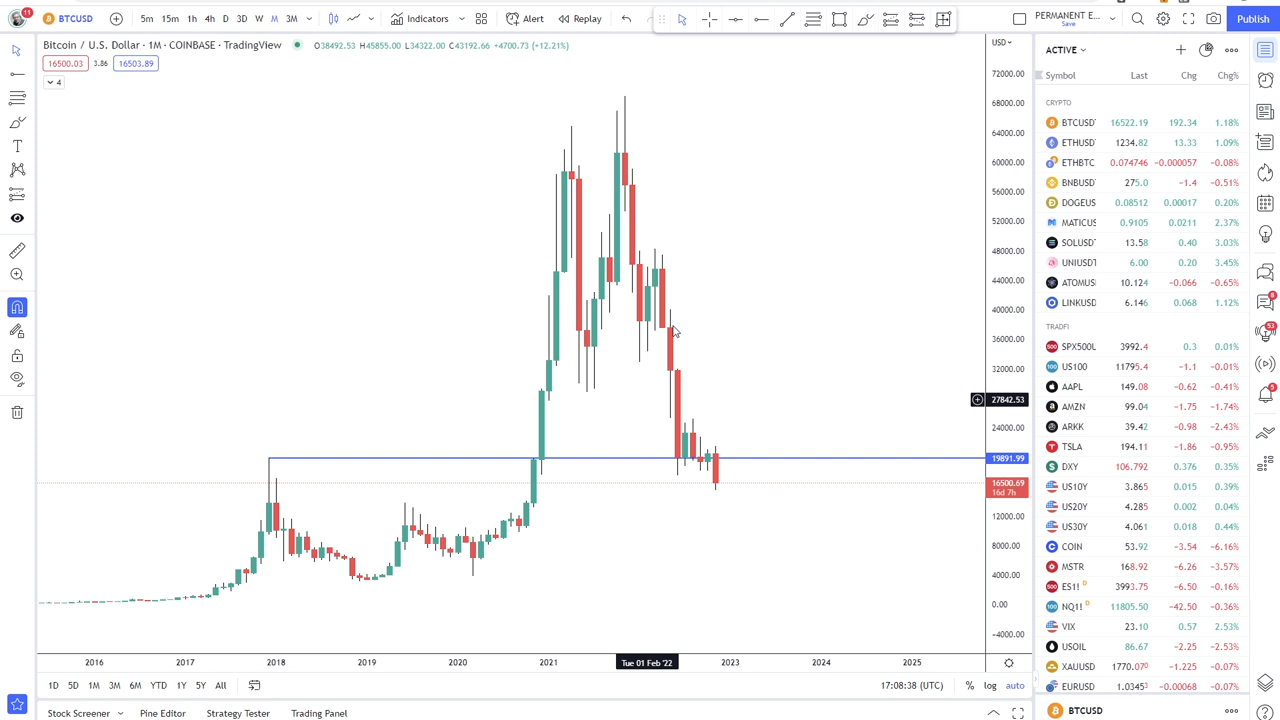 11
BTCUSD
5m 15m 1h 4h D 3D W M 3M
Indicators
Alert
Replay
PERMANENT E...
Save
Publish
Bitcoin / U.S. Dollar · 1M · COINBASE · TradingView O38492.53 H45855.00 L34322.00 C43192.66 +4700.73 (+12.21%)
16500.03 3.86 16503.89
4
USD
72000.00
68000.00
64000.00
60000.00
56000.00
52000.00
48000.00
44000.00
40000.00
36000.00
32000.00
27842.53
24000.00
19891.99
16500.69
16d 7h
12000.00
8000.00
4000.00
0.00
-4000.00
2016 2017 2018 2019 2020 2021 Tue 01 Feb '22 2023 2024 2025
1D 5D 1M 3M 6M YTD 1Y 5Y All
17:08:38 (UTC) % log auto
Stock Screener Pine Editor Strategy Tester Trading Panel
ACTIVE
Symbol Last Chg Chg%
CRYPTO
BTCUSD 16522.19 192.34 1.18%
ETHUSD 1234.82 13.33 1.09%
ETHBTC 0.074746 -0.000057 -0.08%
BNBUSD 275.0 -1.4 -0.51%
DOGEUS 0.08512 0.00017 0.20%
MATICUS 0.9105 0.0211 2.37%
SOLUSD 13.58 0.40 3.03%
UNIUSDT 6.00 0.20 3.45%
ATOMUS 10.124 -0.066 -0.65%
LINKUSD 6.146 0.068 1.12%
TRADFI
SPX500U 3992.4 0.3 0.01%
US100 11795.4 -1.1 -0.01%
AAPL 149.08 -0.62 -0.41%
AMZN 99.04 -1.75 -1.74%
ARKK 39.42 -0.98 -2.43%
TSLA 194.11 -1.86 -0.95%
DXY 106.792 0.376 0.35%
US10Y 3.865 0.015 0.39%
US20Y 4.285 0.002 0.04%
US30Y 4.061 0.018 0.44%
COIN 53.92 -3.54 -6.16%
MSTR 168.92 -6.26 -3.57%
ES1! D 3993.75 -6.50 -0.16%
NQ1! D 11805.50 -42.50 -0.36%
VIX 23.10 0.57 2.53%
USOIL 86.67 -2.25 -2.53%
XAUUSD 1770.070 -1.225 -0.07%
EURUSD 1.03453 -0.00068 -0.07%
BTCUSD